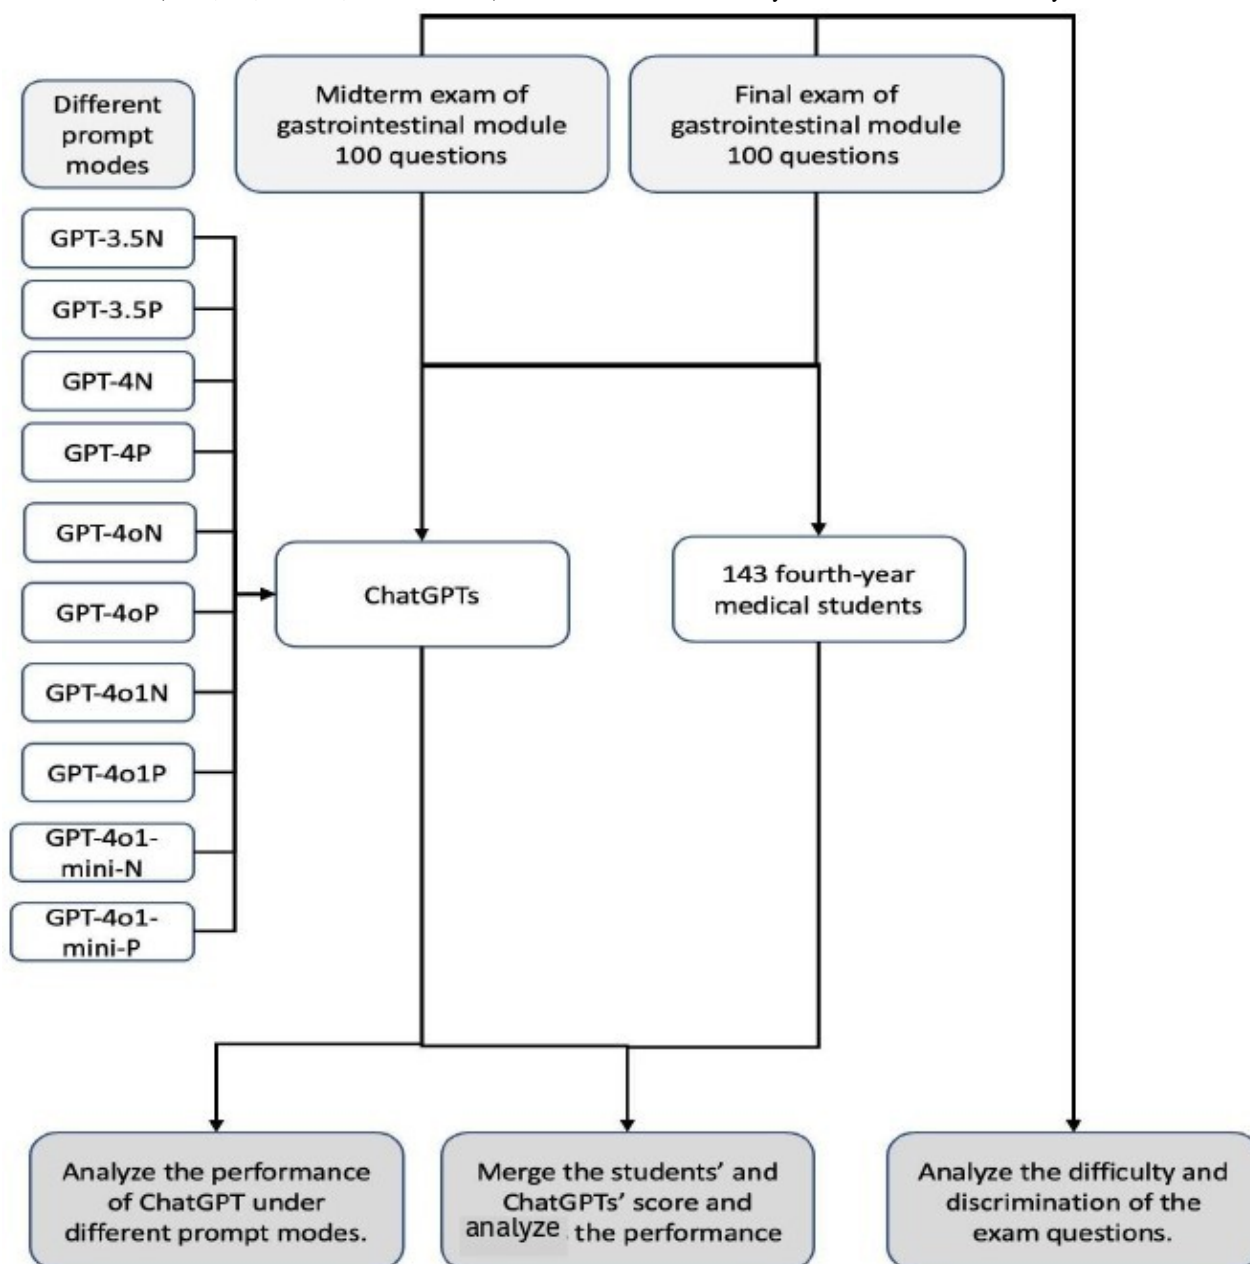 Different
prompt
modes
Midterm exam of
gastrointestinal module
100 questions
Final exam of
gastrointestinal module
100 questions
GPT-3.5N
GPT-3.5P
GPT-4N
GPT-4P
GPT-4oN
GPT-4oP
GPT-4o1N
GPT-4o1P
GPT-4o1-
mini-N
GPT-4o1-
mini-P
ChatGPTs
143 fourth-year
medical students
Analyze the performance
of ChatGPT under
different prompt modes.
Merge the students’ and
ChatGPTs’ score and
analyze the performance
Analyze the difficulty and
discrimination of the
exam questions.